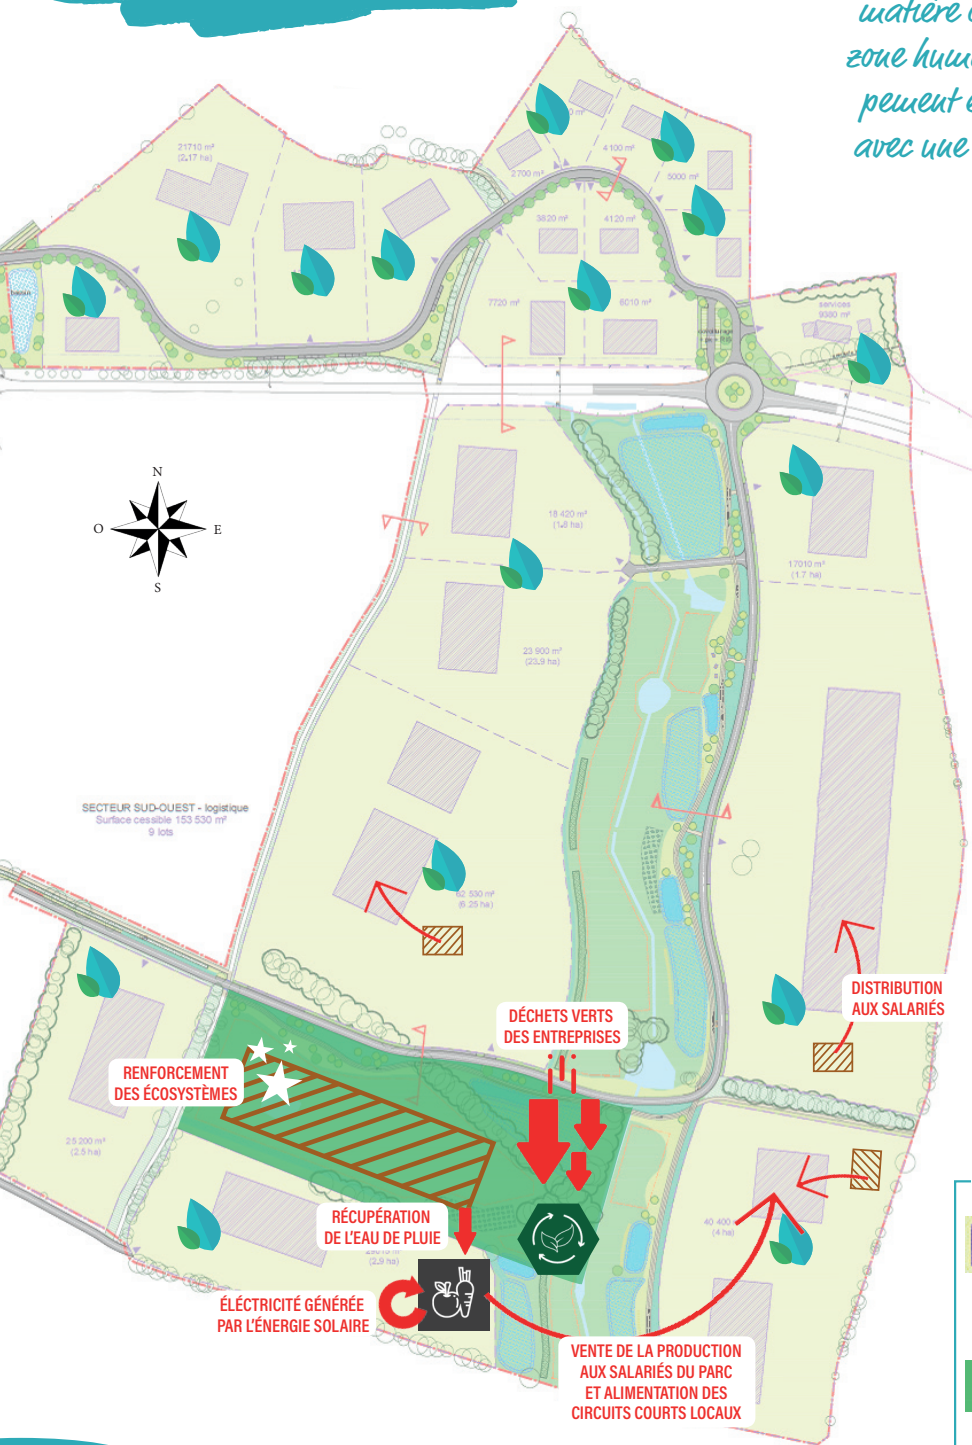 matière
zone hum
pement e
avec une
21710 m²
(2.17 ha)
4100 m²
2700 m²
5000 m²
3820 m²
4120 m²
7720 m²
6010 m²
services
9380 m²
N
O
E
S
18 420 m²
(1.8 ha)
17010 m²
(1.7 ha)
23 900 m²
(23.9 ha)
SECTEUR SUD-OUEST - logistique
Surface cessible 153 530 m²
9 lots
62 530 m²
(6.25 ha)
DISTRIBUTION
AUX SALARIÉS
DÉCHETS VERTS
DES ENTREPRISES
RENFORCEMENT
DES ÉCOSYSTÈMES
25 200 m²
(2.5 ha)
RÉCUPÉRATION
DE L'EAU DE PLUIE
(2.9 ha)
40 400
(4 ha)
ÉLÉCTRICITÉ GÉNÉRÉE
PAR L'ÉNERGIE SOLAIRE
VENTE DE LA PRODUCTION
AUX SALARIÉS DU PARC
ET ALIMENTATION DES
CIRCUITS COURTS LOCAUX